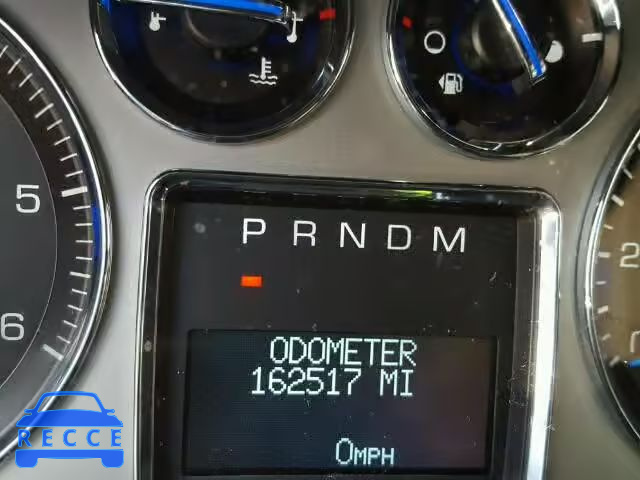 5
6
P R N D M
ODOMETER
162517 MI
0MPH
2
RECCE